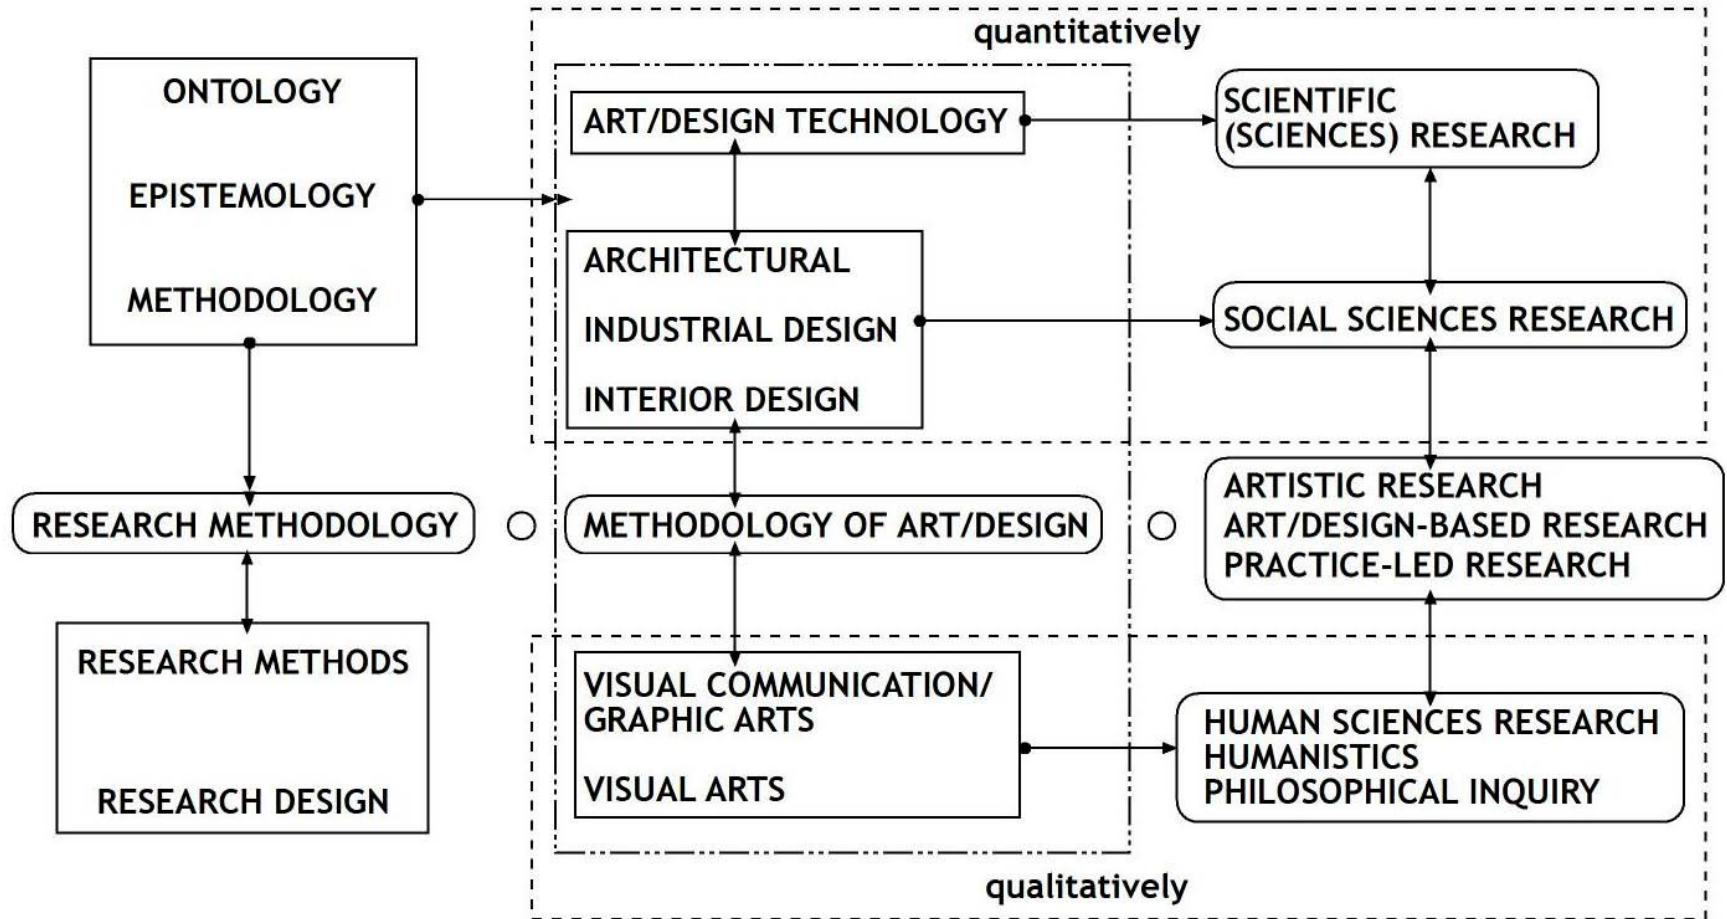 quantitatively
ONTOLOGY
EPISTEMOLOGY
METHODOLOGY
RESEARCH METHODOLOGY
RESEARCH METHODS
RESEARCH DESIGN
ART/DESIGN TECHNOLOGY
ARCHITECTURAL
INDUSTRIAL DESIGN
INTERIOR DESIGN
METHODOLOGY OF ART/DESIGN
VISUAL COMMUNICATION/
GRAPHIC ARTS
VISUAL ARTS
SCIENTIFIC
(SCIENCES) RESEARCH
SOCIAL SCIENCES RESEARCH
ARTISTIC RESEARCH
ART/DESIGN-BASED RESEARCH
PRACTICE-LED RESEARCH
HUMAN SCIENCES RESEARCH
HUMANISTICS
PHILOSOPHICAL INQUIRY
qualitatively